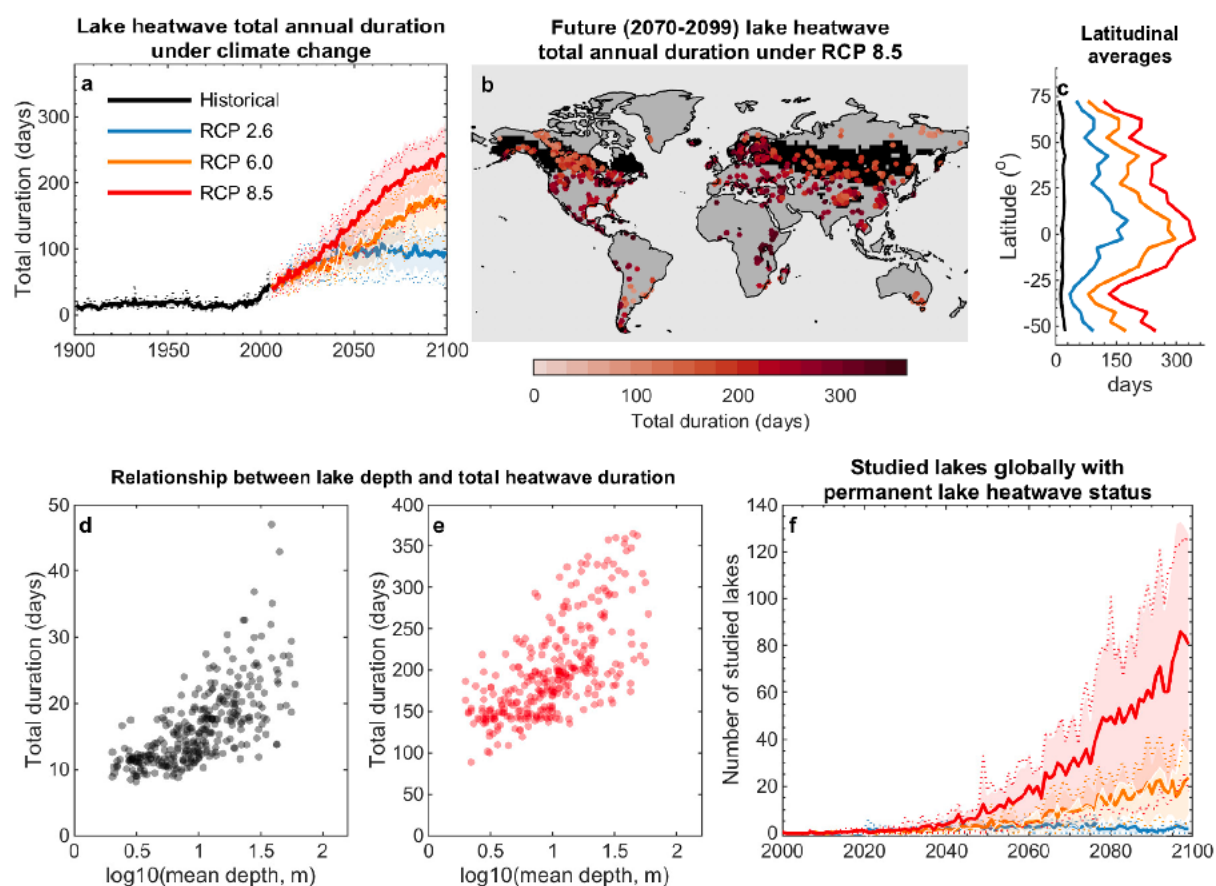 Lake heatwave total annual duration
under climate change
a
Historical
RCP 2.6
RCP 6.0
RCP 8.5
Total duration (days)
300
200
100
0
1900
1950
2000
2050
2100
Future (2070-2099) lake heatwave
total annual duration under RCP 8.5
b
0
100
200
300
Total duration (days)
Latitudinal
averages
c
Latitude (°)
75
50
25
0
-25
-50
0
150
300
days
Relationship between lake depth and total heatwave duration
d
Total duration (days)
50
40
30
20
10
0
0
0.5
1
1.5
2
log10(mean depth, m)
e
Total duration (days)
400
350
300
250
200
150
100
50
0
0
0.5
1
1.5
2
log10(mean depth, m)
Studied lakes globally with
permanent lake heatwave status
f
Number of studied lakes
140
120
100
80
60
40
20
0
2000
2020
2040
2060
2080
2100